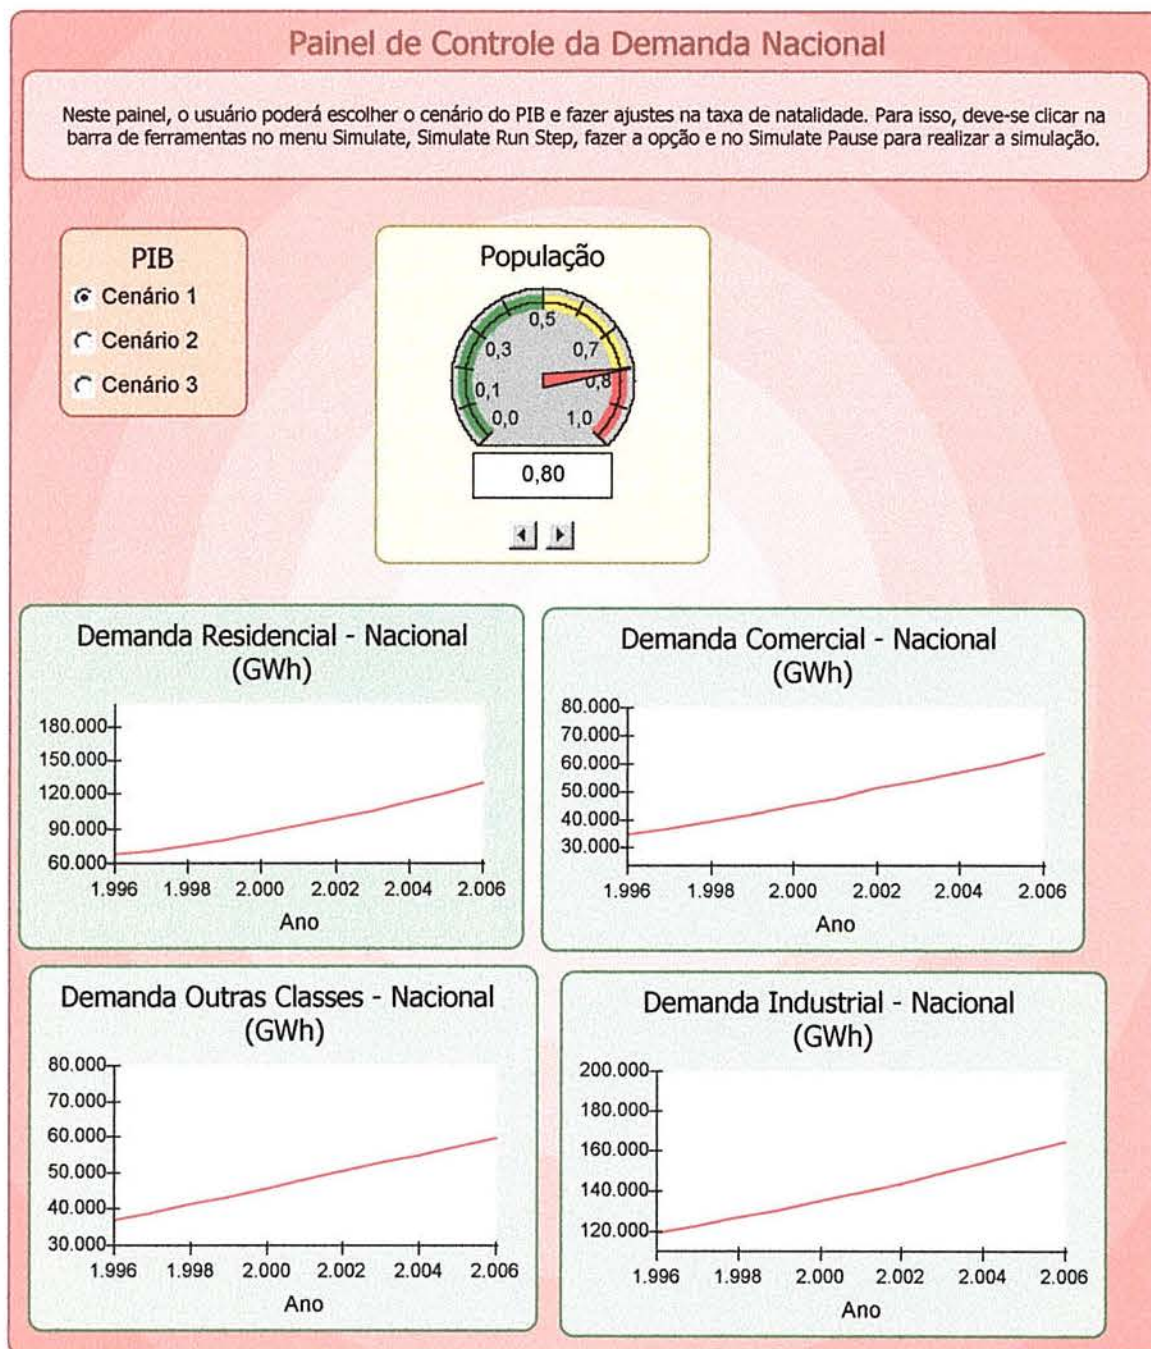 Painel de Controle da Demanda Nacional
Neste painel, o usuário poderá escolher o cenário do PIB e fazer ajustes na taxa de natalidade. Para isso, deve-se clicar na
barra de ferramentas no menu Simulate, Simulate Run Step, fazer a opção e no Simulate Pause para realizar a simulação.
PIB
Cenário 1
Cenário 2
Cenário 3
População
0,5
0,3 0,7
0,1 0,8
0,0 1,0
0,80
Demanda Residencial - Nacional
(GWh)
180.000
150.000
120.000
90.000
60.000
1.996 1.998 2.000 2.002 2.004 2.006
Ano
Demanda Comercial - Nacional
(GWh)
80.000
70.000
60.000
50.000
40.000
30.000
1.996 1.998 2.000 2.002 2.004 2.006
Ano
Demanda Outras Classes - Nacional
(GWh)
80.000
70.000
60.000
50.000
40.000
30.000
1.996 1.998 2.000 2.002 2.004 2.006
Ano
Demanda Industrial - Nacional
(GWh)
200.000
180.000
160.000
140.000
120.000
1.996 1.998 2.000 2.002 2.004 2.006
Ano